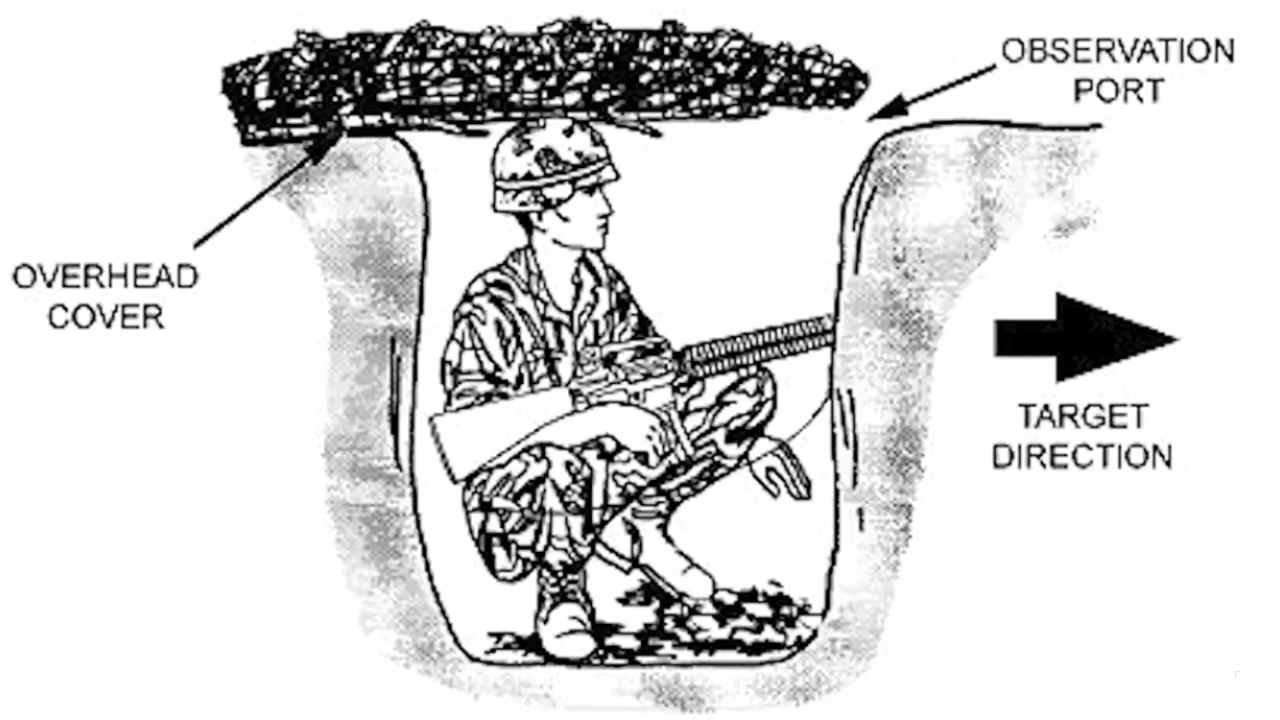 OBSERVATION
PORT
OVERHEAD
COVER
TARGET
DIRECTION